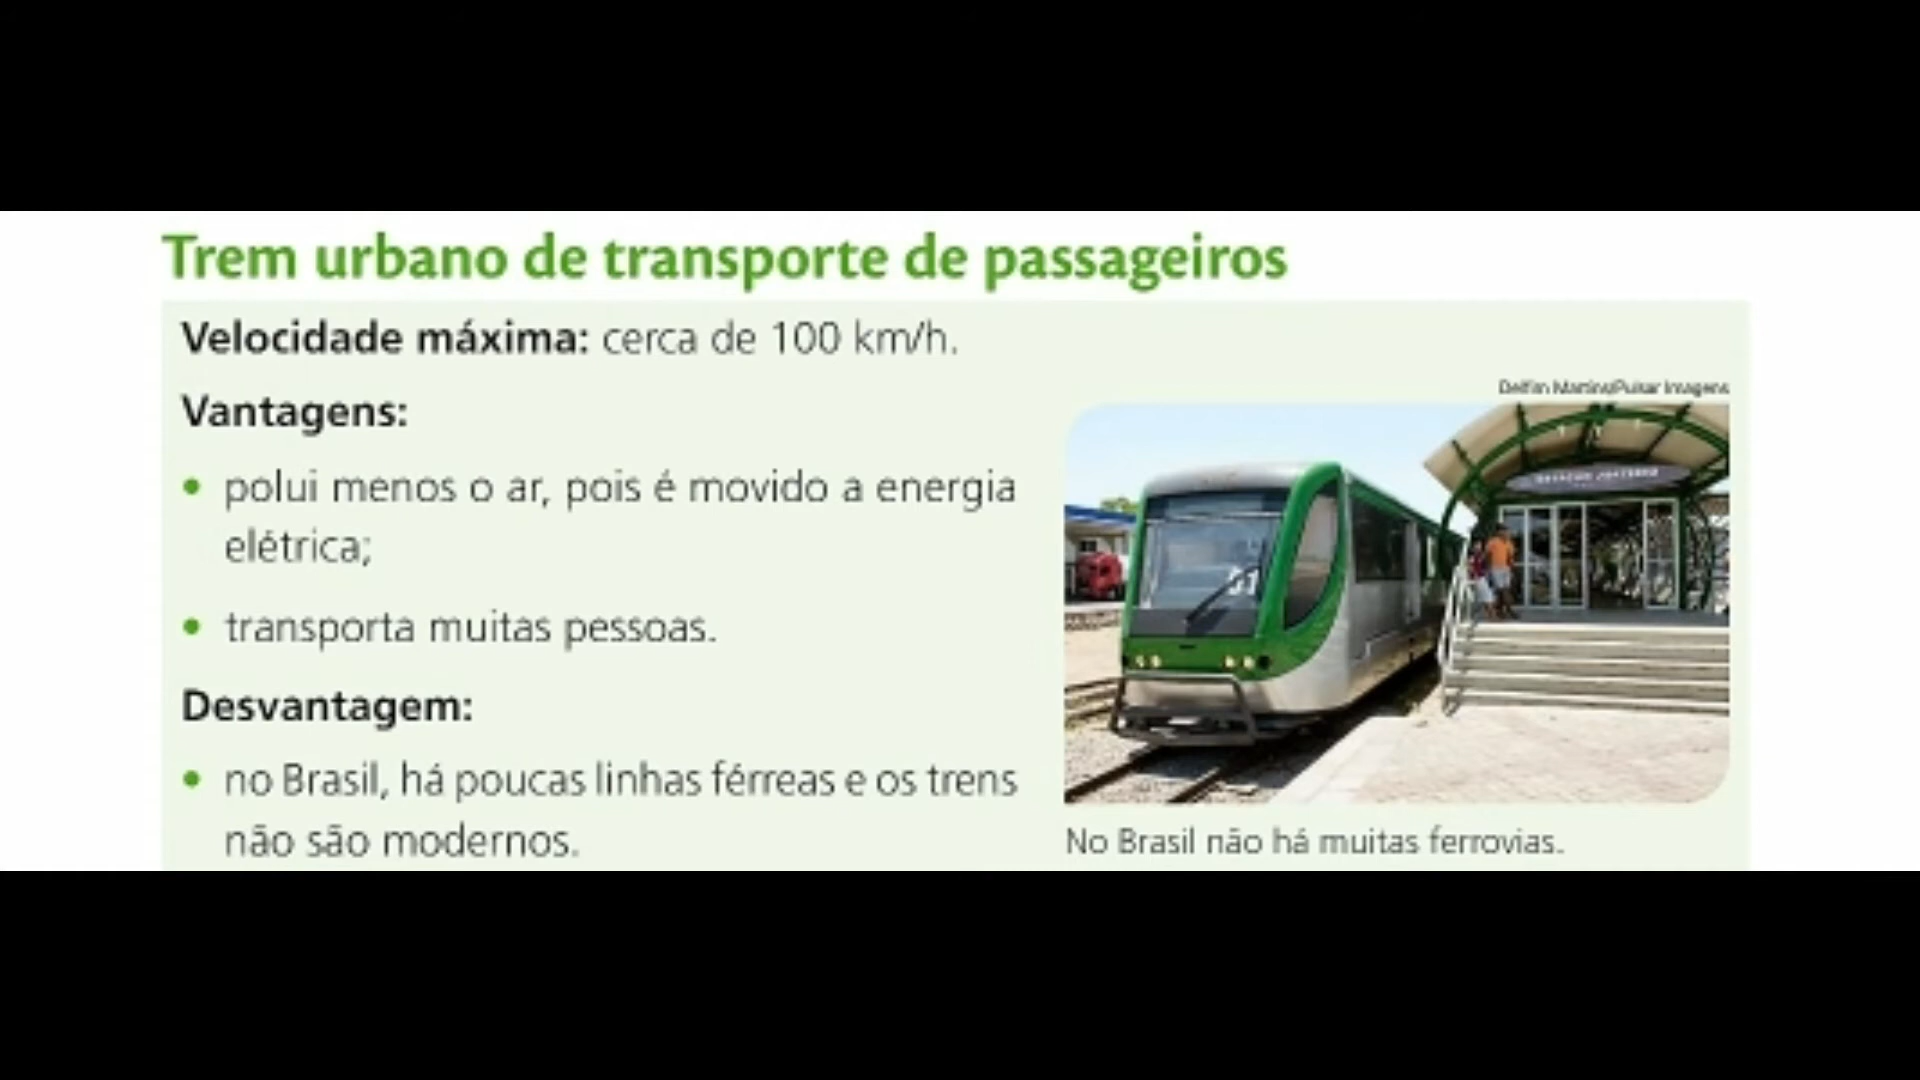 Trem urbano de transporte de passageiros
Velocidade máxima: cerca de 100 km/h.
Vantagens:
• polui menos o ar, pois é movido a energia
elétrica;
• transporta muitas pessoas.
Desvantagem:
• no Brasil, há poucas linhas férreas e os trens
não são modernos.
Delfim Martins/Pulsar Imagens
No Brasil não há muitas ferrovias.